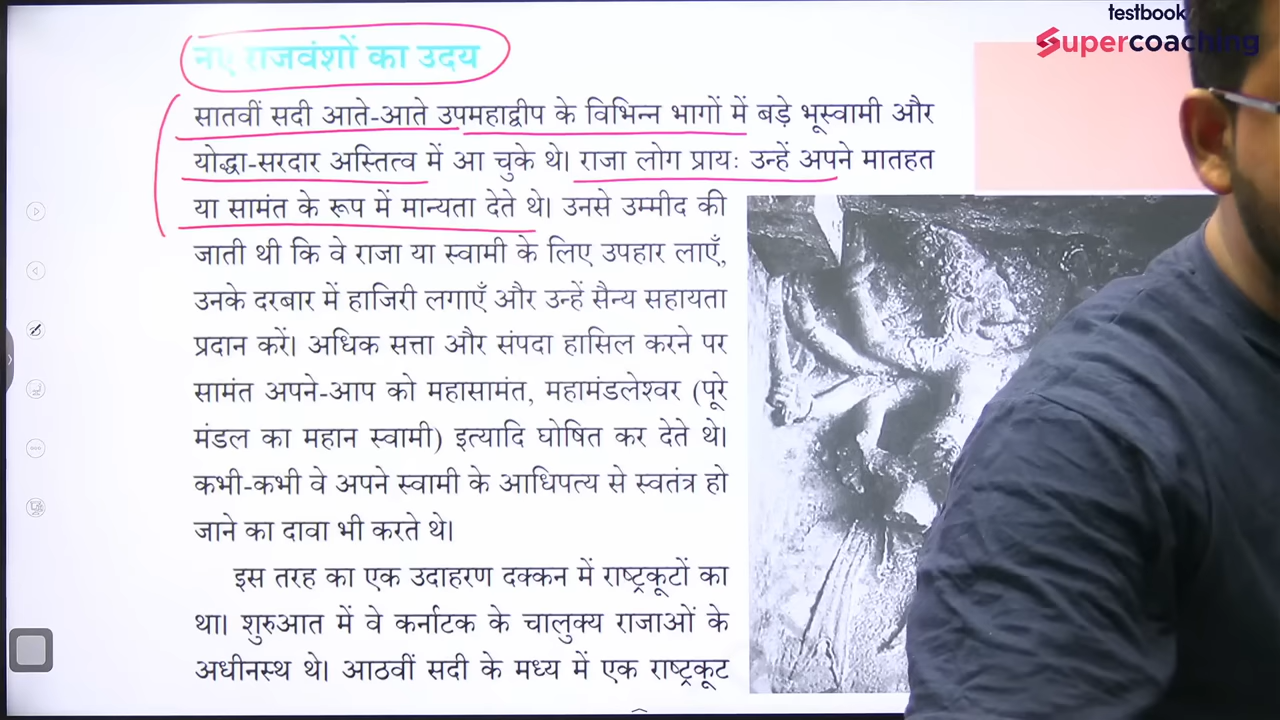 testbook
Supercoaching
नए राजवंशों का उदय
सातवीं सदी आते-आते उपमहाद्वीप के विभिन्न भागों में बड़े भूस्वामी और
योद्धा-सरदार अस्तित्व में आ चुके थे। राजा लोग प्रायः उन्हें अपने मातहत
या सामंत के रूप में मान्यता देते थे। उनसे उम्मीद की
जाती थी कि वे राजा या स्वामी के लिए उपहार लाएँ,
उनके दरबार में हाजिरी लगाएँ और उन्हें सैन्य सहायता
प्रदान करें। अधिक सत्ता और संपदा हासिल करने पर
सामंत अपने-आप को महासामंत, महामंडलेश्वर (पूरे
मंडल का महान स्वामी) इत्यादि घोषित कर देते थे।
कभी-कभी वे अपने स्वामी के आधिपत्य से स्वतंत्र हो
जाने का दावा भी करते थे।
इस तरह का एक उदाहरण दक्कन में राष्ट्रकूटों का
था। शुरुआत में वे कर्नाटक के चालुक्य राजाओं के
अधीनस्थ थे। आठवीं सदी के मध्य में एक राष्ट्रकूट